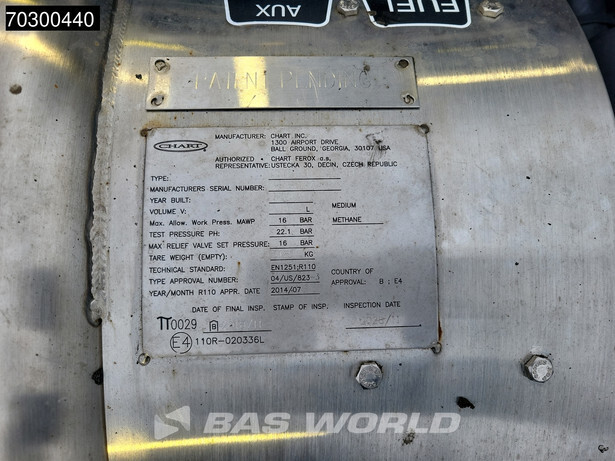 70300440
AUX
FUEL
PATENT PENDING
CHART
MANUFACTURER: CHART INC.
1300 AIRPORT DRIVE
BALL GROUND, GEORGIA, 30107 USA
AUTHORIZED • CHART FEROX a.s,
REPRESENTATIVE: USTECKA 30, DECIN, CZECH REPUBLIC
TYPE:
MANUFACTURERS SERIAL NUMBER:
YEAR BUILT:
VOLUME V: L MEDIUM
Max. Allow. Work Press. MAWP 16 BAR METHANE
TEST PRESSURE PH: 22.1 BAR
MAX RELIEF VALVE SET PRESSURE: 16 BAR
TARE WEIGHT (EMPTY): KG
TECHNICAL STANDARD: EN1251;R110 COUNTRY OF
TYPE APPROVAL NUMBER: 04/US/823 APPROVAL: B ; E4
YEAR/MONTH R110 APPR. DATE 2014/07
DATE OF FINAL INSP. STAMP OF INSP. INSPECTION DATE
π0029 B
E4 110R-020336L
BAS WORLD